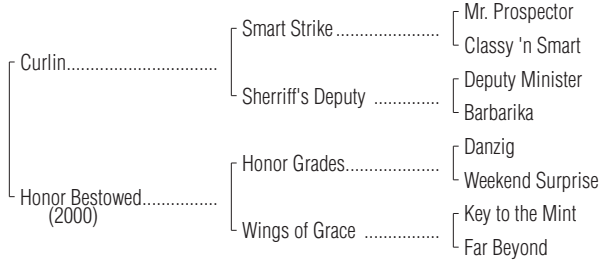 Mr. Prospector
Smart Strike......................
Classy 'n Smart
Curlin................................
Deputy Minister
Sherriff's Deputy ..............
Barbarika
Danzig
Honor Grades....................
Weekend Surprise
Honor Bestowed................
(2000)
Key to the Mint
Wings of Grace ................
Far Beyond